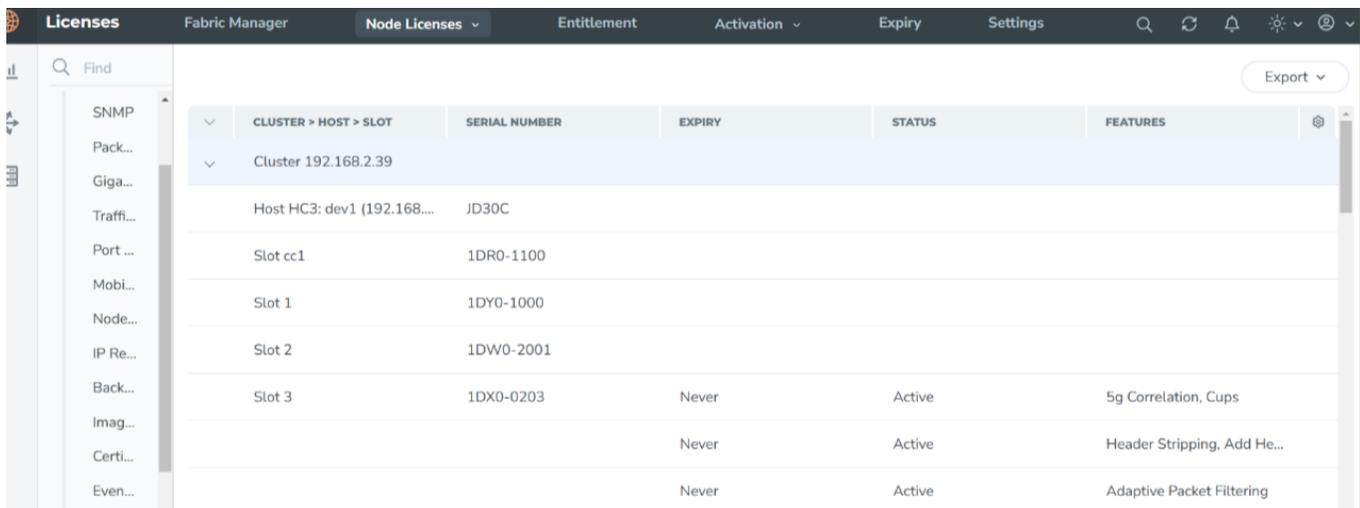 Licenses Fabric Manager Node Licenses Entitlement Activation Expiry Settings
Find
Export
SNMP
Pack...
Giga...
Traffi...
Port ...
Mobi...
Node...
IP Re...
Back...
Imag...
Certi...
Even...
CLUSTER > HOST > SLOT SERIAL NUMBER EXPIRY STATUS FEATURES
Cluster 192.168.2.39
Host HC3: dev1 (192.168.... JD30C
Slot cc1 1DR0-1100
Slot 1 1DY0-1000
Slot 2 1DW0-2001
Slot 3 1DX0-0203 Never Active 5g Correlation, Cups
Never Active Header Stripping, Add He...
Never Active Adaptive Packet Filtering